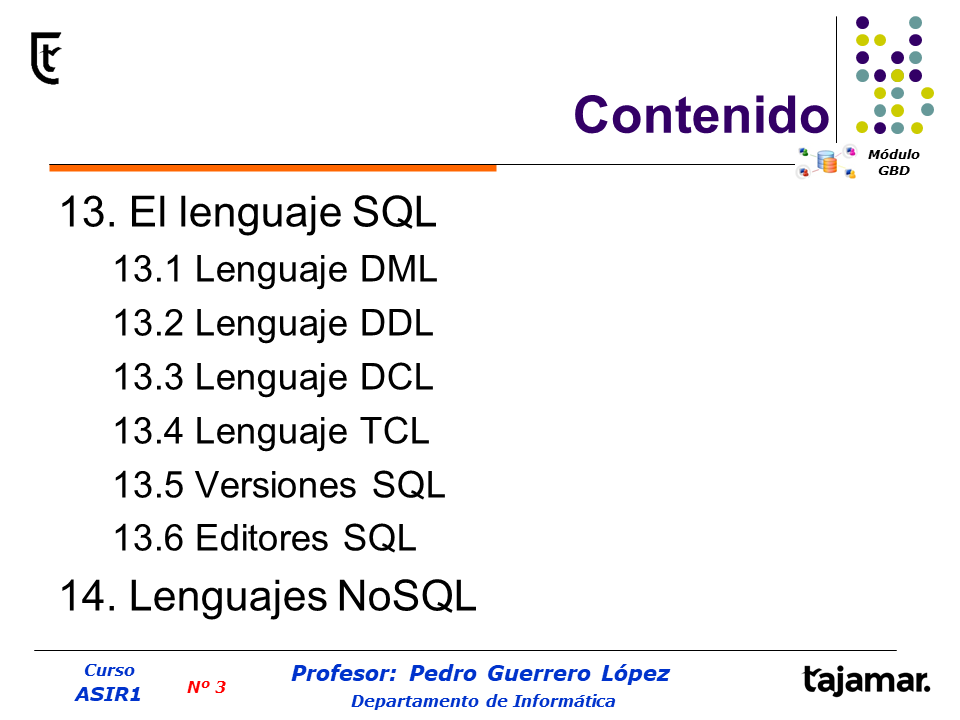 Contenido
Módulo
GBD
13. El lenguaje SQL
13.1 Lenguaje DML
13.2 Lenguaje DDL
13.3 Lenguaje DCL
13.4 Lenguaje TCL
13.5 Versiones SQL
13.6 Editores SQL
14. Lenguajes NoSQL
Curso
ASIR1
Nº 3
Profesor: Pedro Guerrero López
Departamento de Informática
tajamar.